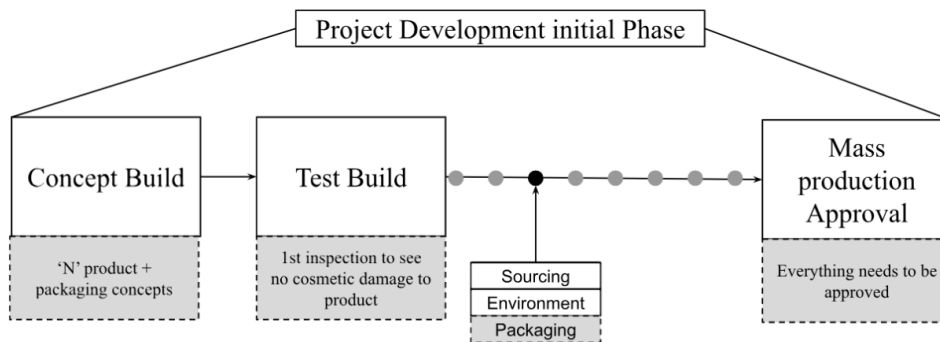 Project Development initial Phase
Concept Build
Test Build
Mass
production
Approval
‘N’ product +
packaging concepts
1st inspection to see
no cosmetic damage to
product
Sourcing
Environment
Packaging
Everything needs to be
approved